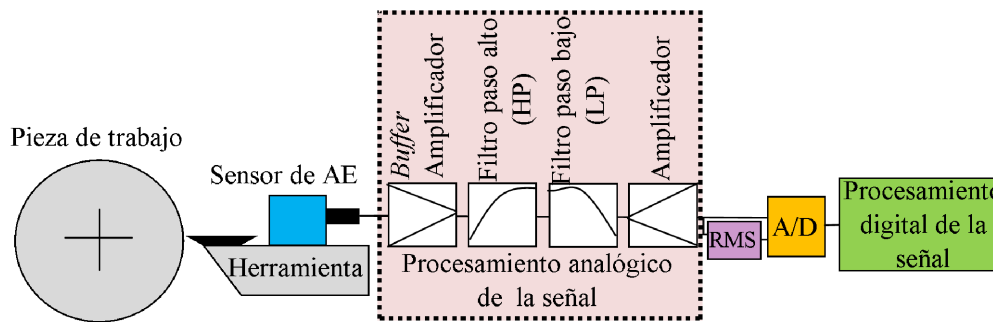 Pieza de trabajo
Sensor de AE
Herramienta
Buffer
Amplificador
Filtro paso alto
(HP)
Filtro paso bajo
(LP)
Amplificador
Procesamiento analógico
de la señal
RMS
A/D
Procesamiento
digital de la
señal